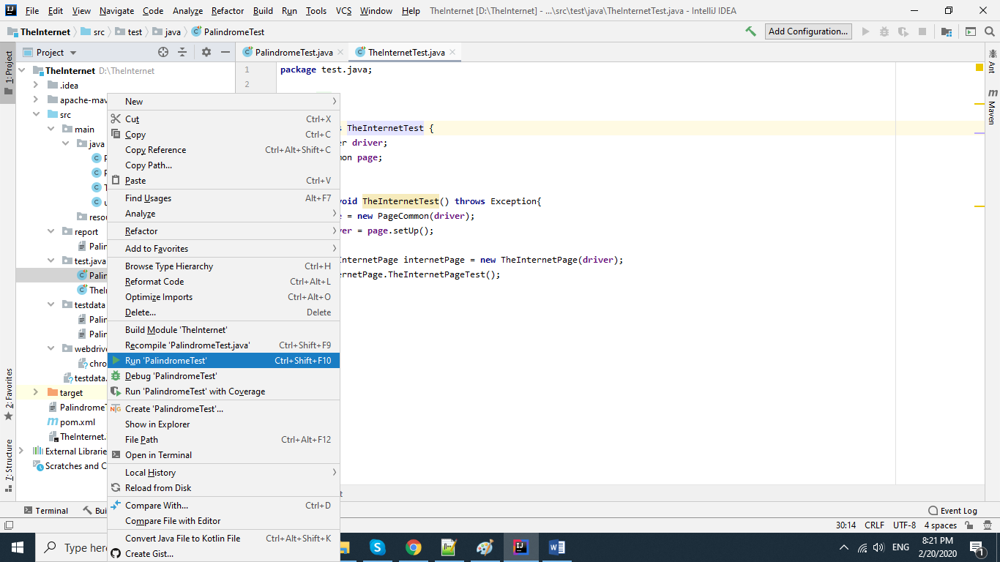 File Edit View Navigate Code Analyze Refactor Build Run Tools VCS Window Help TheInternet [D:\TheInternet] - ...\src\test\java\TheInternetTest.java - IntelliJ IDEA
TheInternet src test java PalindromeTest Add Configuration...
1: Project
Project
PalindromeTest.java TheInternetTest.java
TheInternet D:\TheInternet
.idea
apache-mav
src
main
java
resou
report
Palin
test.java
Palin
TheI
testdata
Palin
Palin
webdrive
chro
testdata.
target
PalindromeT
pom.xml
TheInternet.
External Librarie
Scratches and C
2: Favorites
7: Structure
1 package test.java;
2
TheInternetTest {
er driver;
mon page;
void TheInternetTest() throws Exception{
e = new PageCommon(driver);
ver = page.setUp();
InternetPage internetPage = new TheInternetPage(driver);
ernetPage.TheInternetPageTest();
New
Cut Ctrl+X
Copy Ctrl+C
Copy Reference Ctrl+Alt+Shift+C
Copy Path...
Paste Ctrl+V
Find Usages Alt+F7
Analyze
Refactor
Add to Favorites
Browse Type Hierarchy Ctrl+H
Reformat Code Ctrl+Alt+L
Optimize Imports Ctrl+Alt+O
Delete... Delete
Build Module 'TheInternet'
Recompile 'PalindromeTest.java' Ctrl+Shift+F9
Run 'PalindromeTest' Ctrl+Shift+F10
Debug 'PalindromeTest'
Run 'PalindromeTest' with Coverage
Create 'PalindromeTest'...
Show in Explorer
File Path Ctrl+Alt+F12
Open in Terminal
Local History
Reload from Disk
Compare With... Ctrl+D
Compare File with Editor
Convert Java File to Kotlin File Ctrl+Alt+Shift+K
Create Gist...
Ant
Maven
Terminal Bui Event Log
30:14 CRLF UTF-8 4 spaces
Type here
ENG 8:21 PM
2/20/2020
1